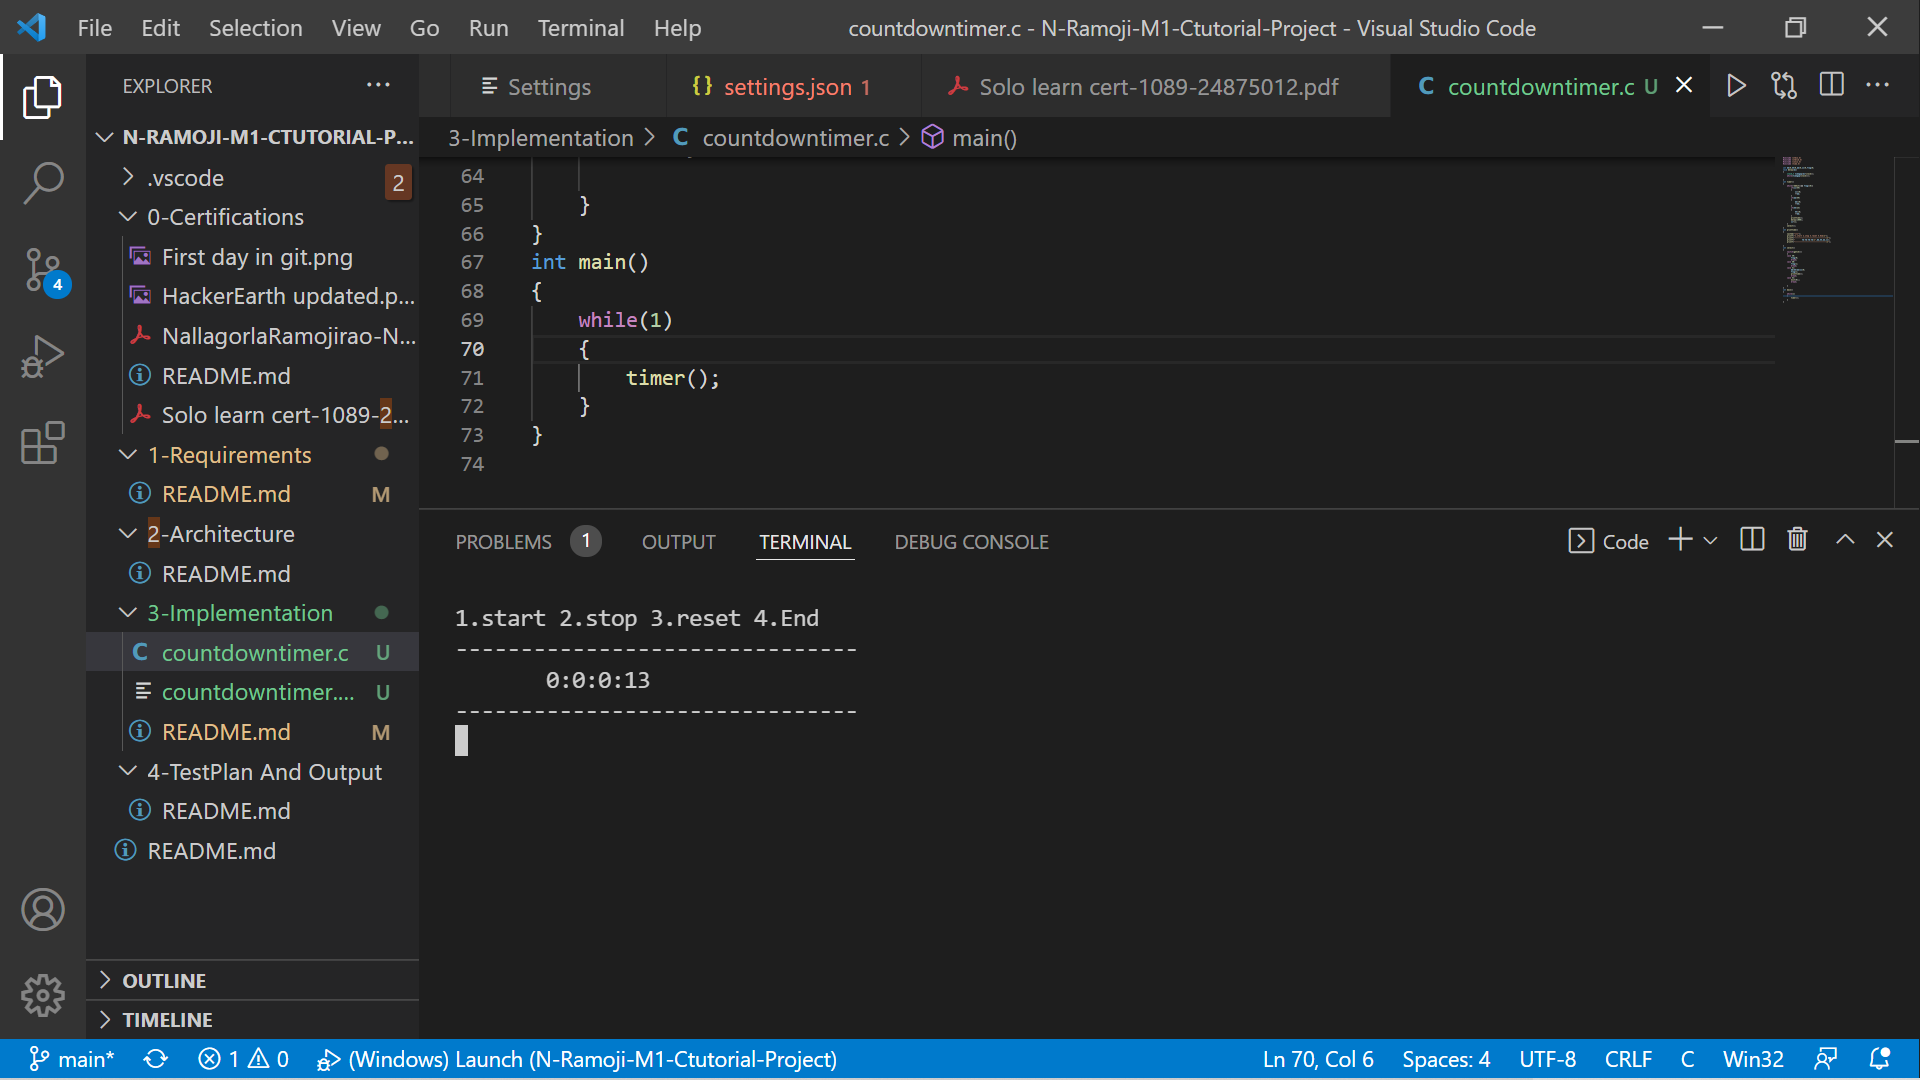 File Edit Selection View Go Run Terminal Help
countdowntimer.c - N-Ramoji-M1-Ctutorial-Project - Visual Studio Code
EXPLORER
N-RAMOJI-M1-CTUTORIAL-P...
.vscode 2
0-Certifications
First day in git.png
HackerEarth updated.p...
NallagorlaRamojirao-N...
README.md
Solo learn cert-1089-2...
1-Requirements
README.md M
2-Architecture
README.md
3-Implementation
countdowntimer.c U
countdowntimer.... U
README.md M
4-TestPlan And Output
README.md
README.md
OUTLINE
TIMELINE
4
Settings
{} settings.json 1
Solo learn cert-1089-24875012.pdf
C countdowntimer.c U
3-Implementation > C countdowntimer.c > main()
64
65 }
66 }
67 int main()
68 {
69 while(1)
70 {
71 timer();
72 }
73 }
74
PROBLEMS 1 OUTPUT TERMINAL DEBUG CONSOLE
Code
1.start 2.stop 3.reset 4.End
-------------------------------
0:0:0:13
-------------------------------
main* 1 0 (Windows) Launch (N-Ramoji-M1-Ctutorial-Project)
Ln 70, Col 6 Spaces: 4 UTF-8 CRLF C Win32